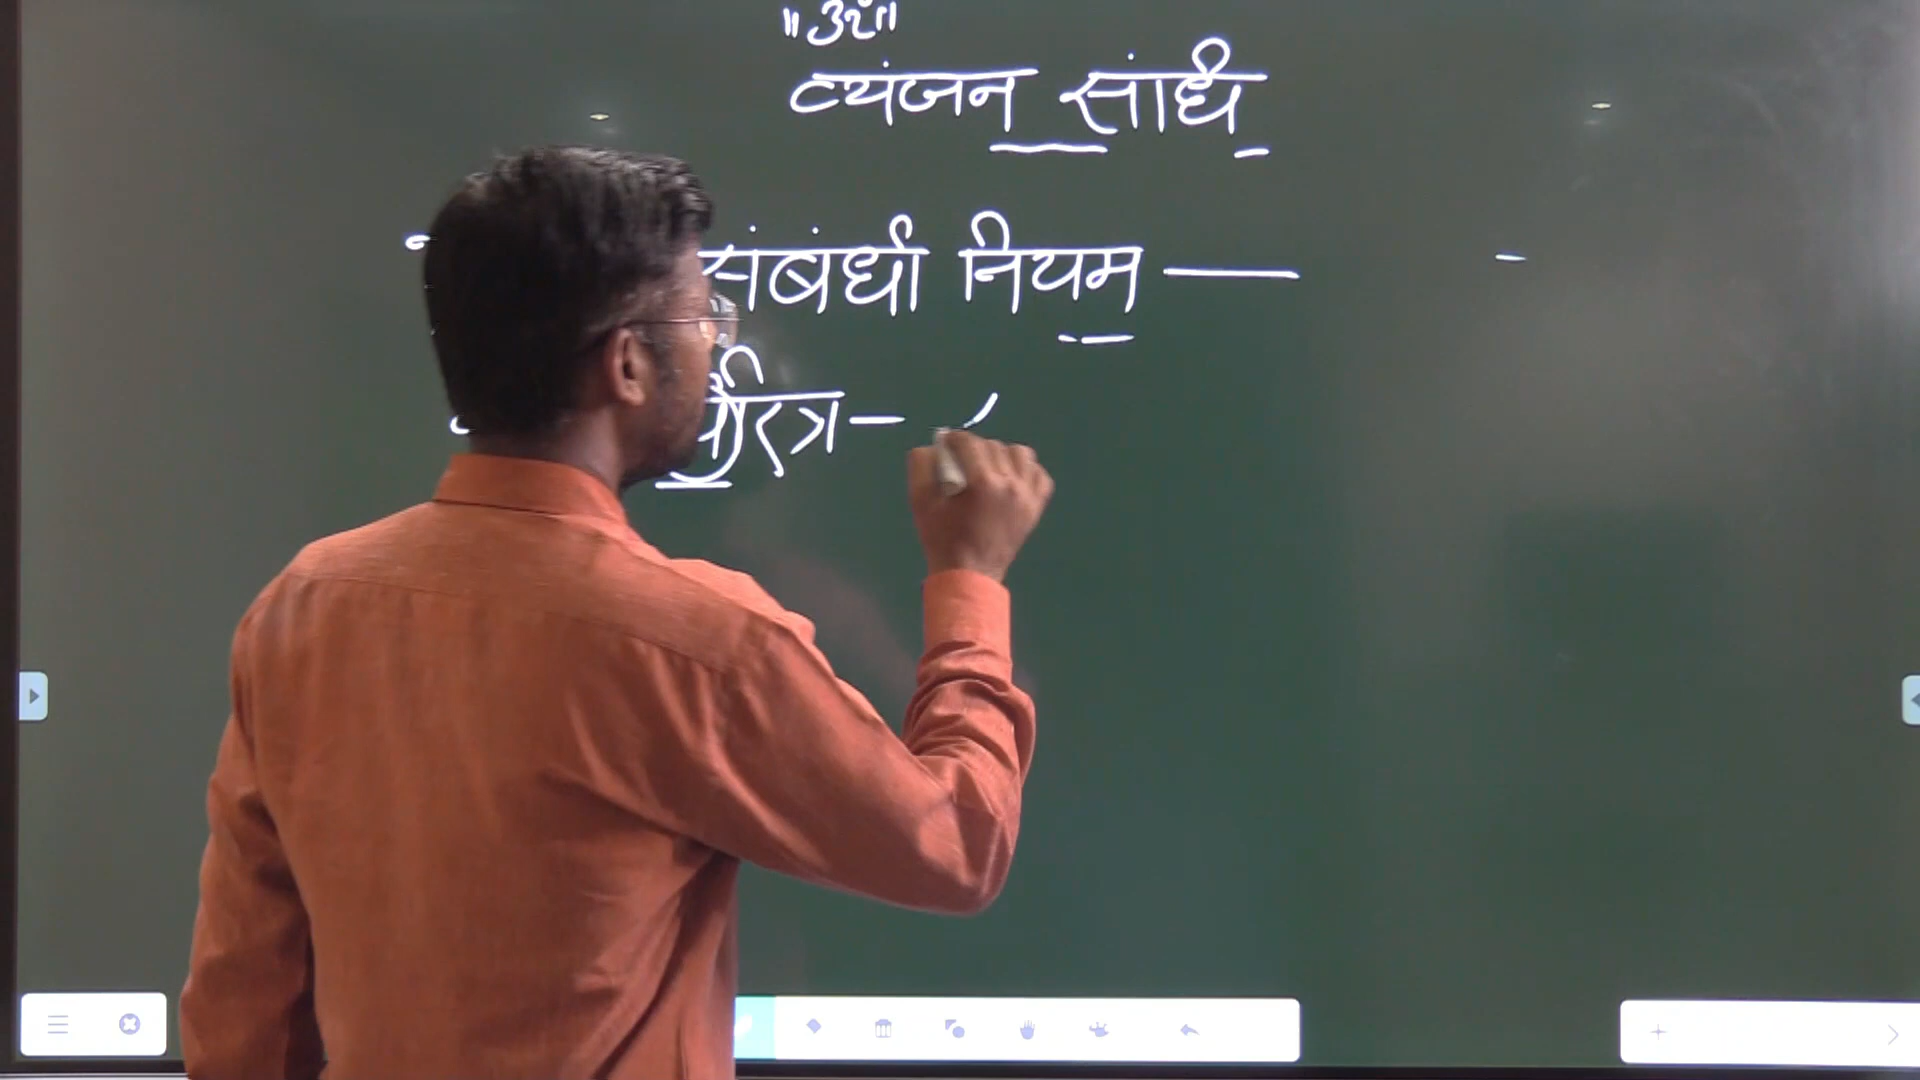 ॥ॐ॥
व्यंजन संधि
संबंधी नियम —